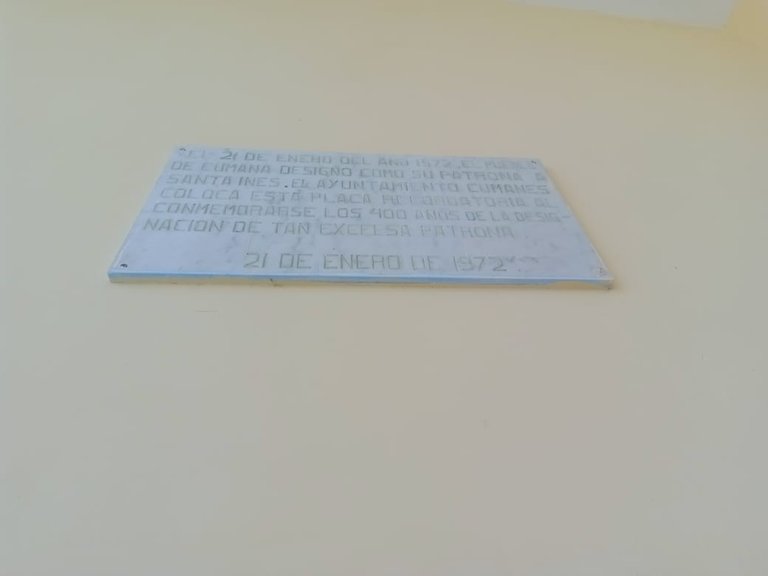 EL 21 DE ENERO DEL AÑO 1572, EL PUEBLO
DE CUMANA DESIGNO COMO SU PATRONA A
SANTA INES. EL AYUNTAMIENTO CUMANES
COLOCA ESTA PLACA RECORDATORIA AL
CONMEMORARSE LOS 400 AÑOS DE LA DESIG-
NACION DE TAN EXCELSA PATRONA
21 DE ENERO DE 1972